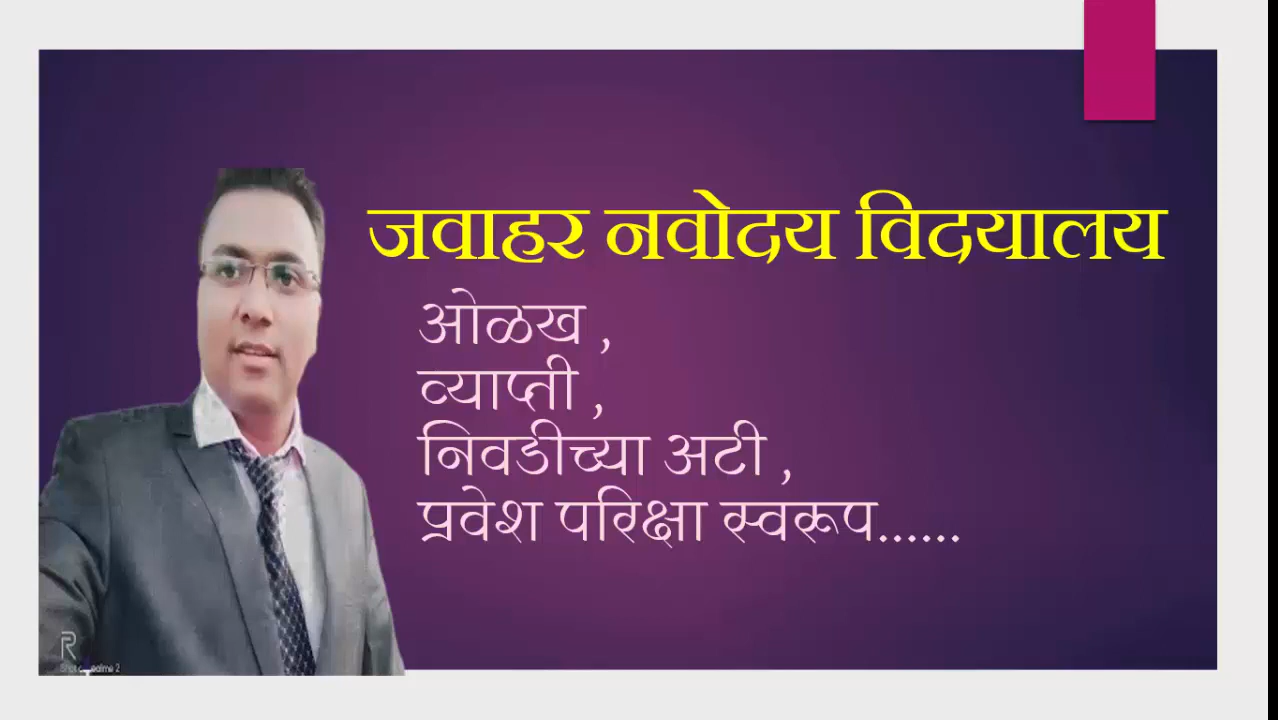 जवाहर नवोदय विदयालय
ओळख ,
व्याप्ती ,
निवडीच्या अटी ,
प्रवेश परिक्षा स्वरूप......